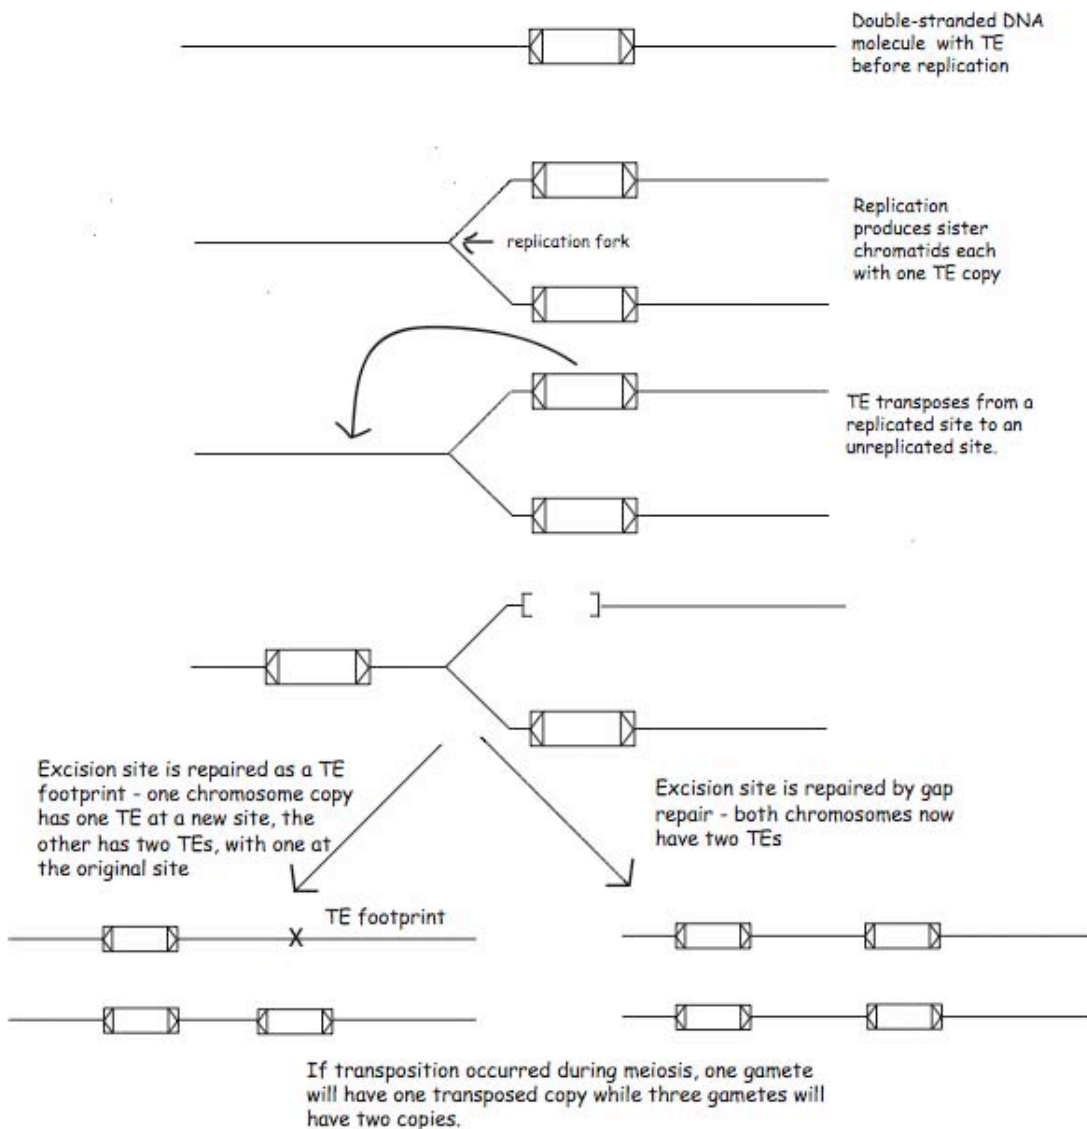 Double-stranded DNA
molecule with TE
before replication
Replication
produces sister
chromatids each
with one TE copy
replication fork
TE transposes from a
replicated site to an
unreplicated site.
Excision site is repaired as a TE
footprint - one chromosome copy
has one TE at a new site, the
other has two TEs, with one at
the original site
Excision site is repaired by gap
repair - both chromosomes now
have two TEs
TE footprint
X
If transposition occurred during meiosis, one gamete
will have one transposed copy while three gametes will
have two copies.